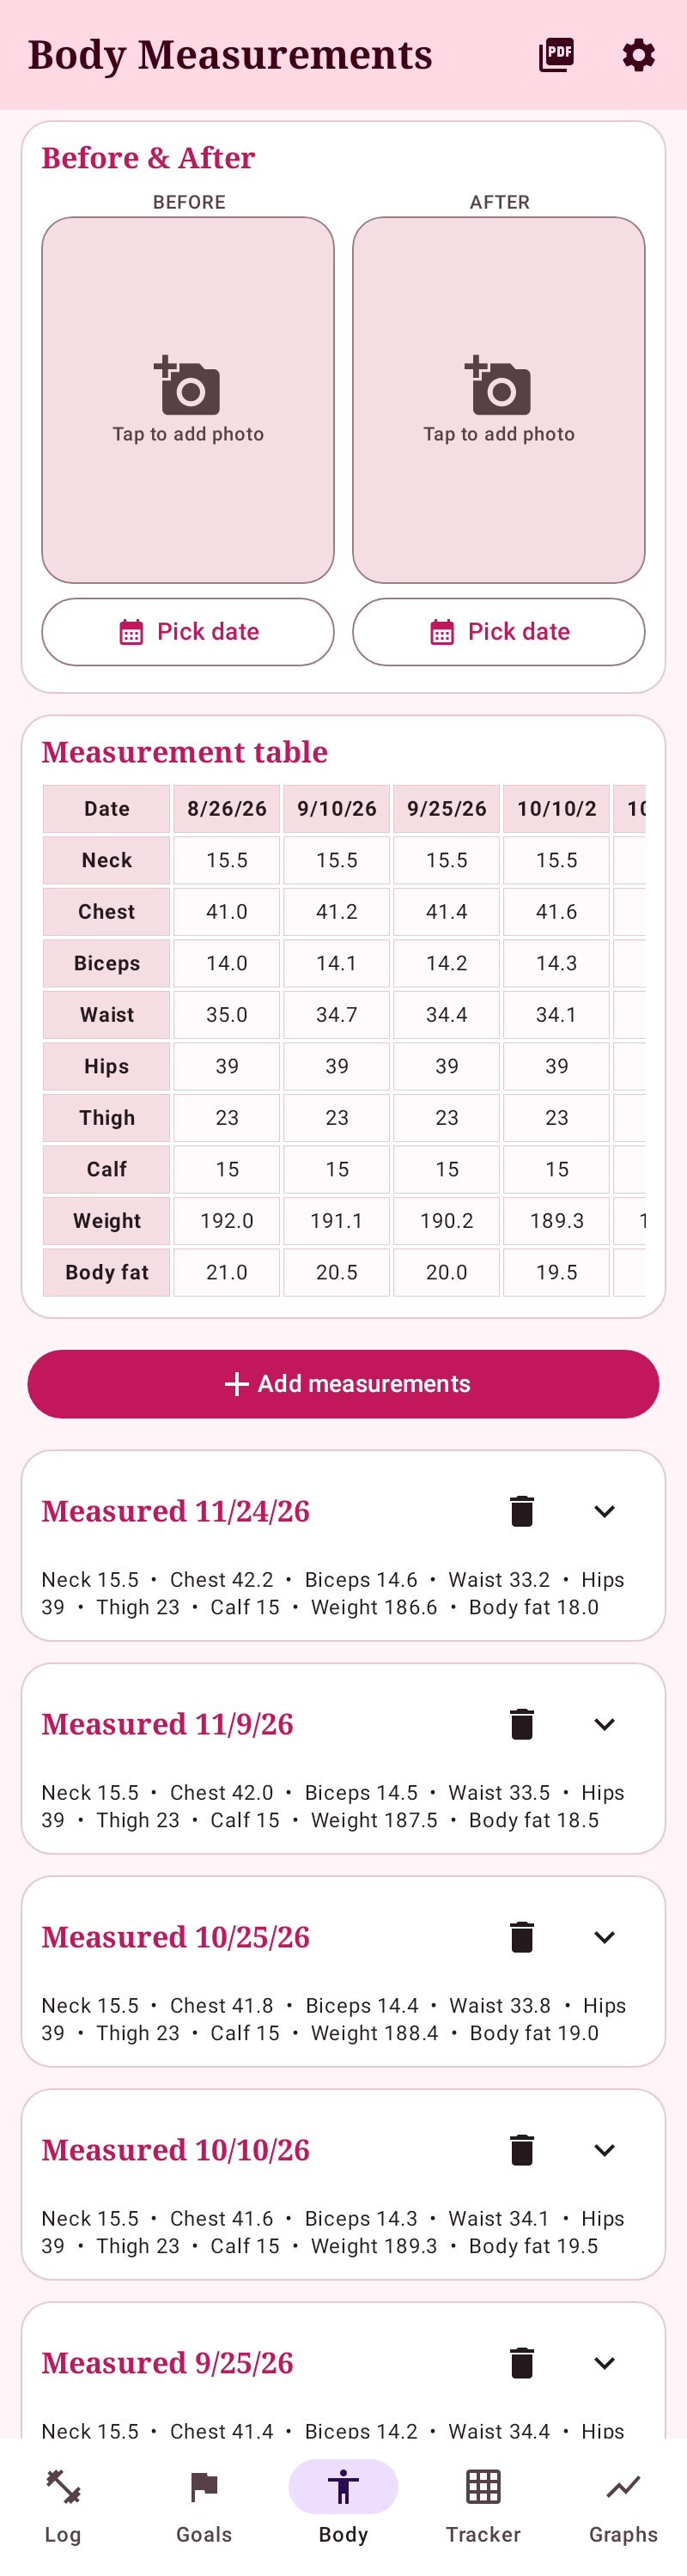 Body Measurements
PDF
Before & After
BEFORE AFTER
Tap to add photo Tap to add photo
Pick date Pick date
Measurement table
Date 8/26/26 9/10/26 9/25/26 10/10/2 10
Neck 15.5 15.5 15.5 15.5
Chest 41.0 41.2 41.4 41.6
Biceps 14.0 14.1 14.2 14.3
Waist 35.0 34.7 34.4 34.1
Hips 39 39 39 39
Thigh 23 23 23 23
Calf 15 15 15 15
Weight 192.0 191.1 190.2 189.3 1
Body fat 21.0 20.5 20.0 19.5
+ Add measurements
Measured 11/24/26
Neck 15.5 • Chest 42.2 • Biceps 14.6 • Waist 33.2 • Hips
39 • Thigh 23 • Calf 15 • Weight 186.6 • Body fat 18.0
Measured 11/9/26
Neck 15.5 • Chest 42.0 • Biceps 14.5 • Waist 33.5 • Hips
39 • Thigh 23 • Calf 15 • Weight 187.5 • Body fat 18.5
Measured 10/25/26
Neck 15.5 • Chest 41.8 • Biceps 14.4 • Waist 33.8 • Hips
39 • Thigh 23 • Calf 15 • Weight 188.4 • Body fat 19.0
Measured 10/10/26
Neck 15.5 • Chest 41.6 • Biceps 14.3 • Waist 34.1 • Hips
39 • Thigh 23 • Calf 15 • Weight 189.3 • Body fat 19.5
Measured 9/25/26
Neck 15.5 • Chest 41.4 • Biceps 14.2 • Waist 34.4 • Hips
Log Goals Body Tracker Graphs